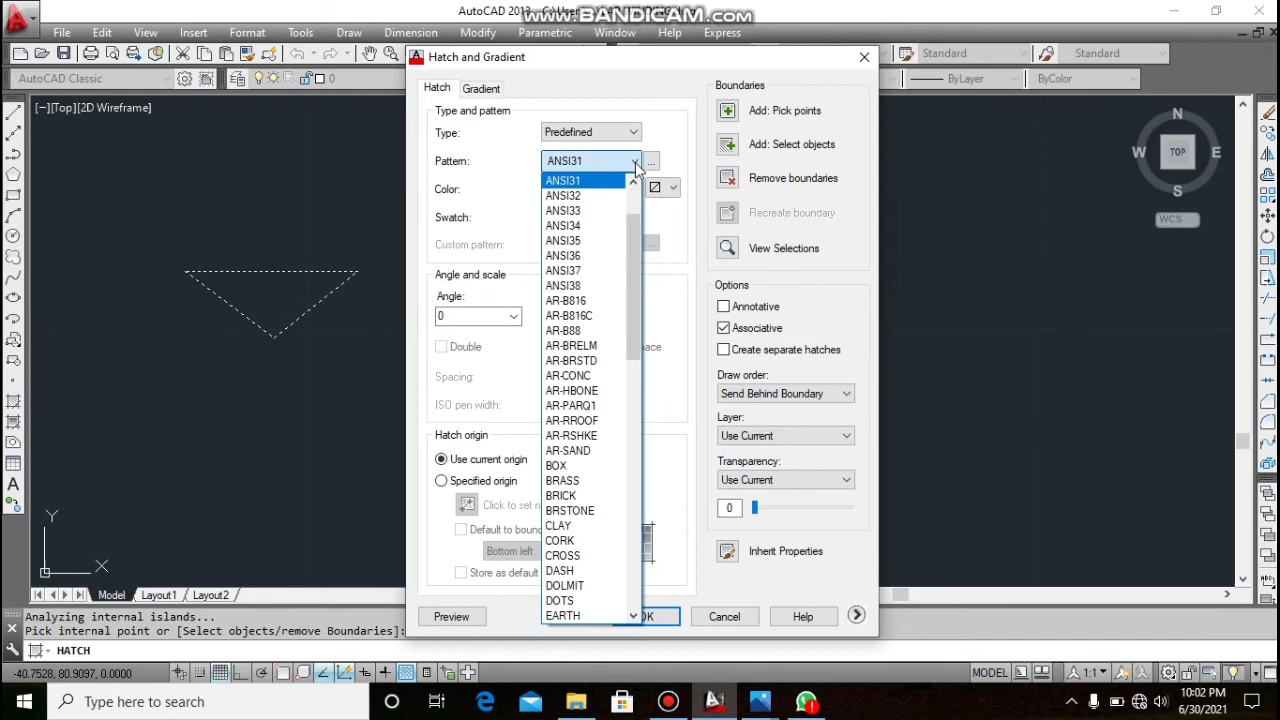 AutoCAD 2013
www.BANDICAM.com
File Edit View Insert Format Tools Draw Dimension Modify Parametric Window Help Express
Standard
Standard
AutoCAD Classic
0
ByLayer
ByColor
[−][Top][2D Wireframe]
Hatch and Gradient
Hatch
Gradient
Type and pattern
Type:
Predefined
Pattern:
ANSI31
...
Color:
Swatch:
Custom pattern:
...
ANSI31
ANSI32
ANSI33
ANSI34
ANSI35
ANSI36
ANSI37
ANSI38
AR-B816
AR-B816C
AR-B88
AR-BRELM
AR-BRSTD
AR-CONC
AR-HBONE
AR-PARQ1
AR-RROOF
AR-RSHKE
AR-SAND
BOX
BRASS
BRICK
BRSTONE
CLAY
CORK
CROSS
DASH
DOLMIT
DOTS
EARTH
Angle and scale
Angle:
0
Double
Spacing:
ISO pen width:
Hatch origin
Use current origin
Specified origin
Click to set n
Default to boun
Bottom left
Store as default
Boundaries
Add: Pick points
Add: Select objects
Remove boundaries
Recreate boundary
View Selections
Options
Annotative
Associative
Create separate hatches
Draw order:
Send Behind Boundary
Layer:
Use Current
Transparency:
Use Current
0
Inherit Properties
Preview
OK
Cancel
Help
N
W
TOP
E
S
WCS
Y
X
Model
Layout1
Layout2
Analyzing internal islands...
Pick internal point or [Select objects/remove Boundaries]:
HATCH
-40.7528, 80.9097, 0.0000
MODEL
1:1
Type here to search
10:02 PM
6/30/2021